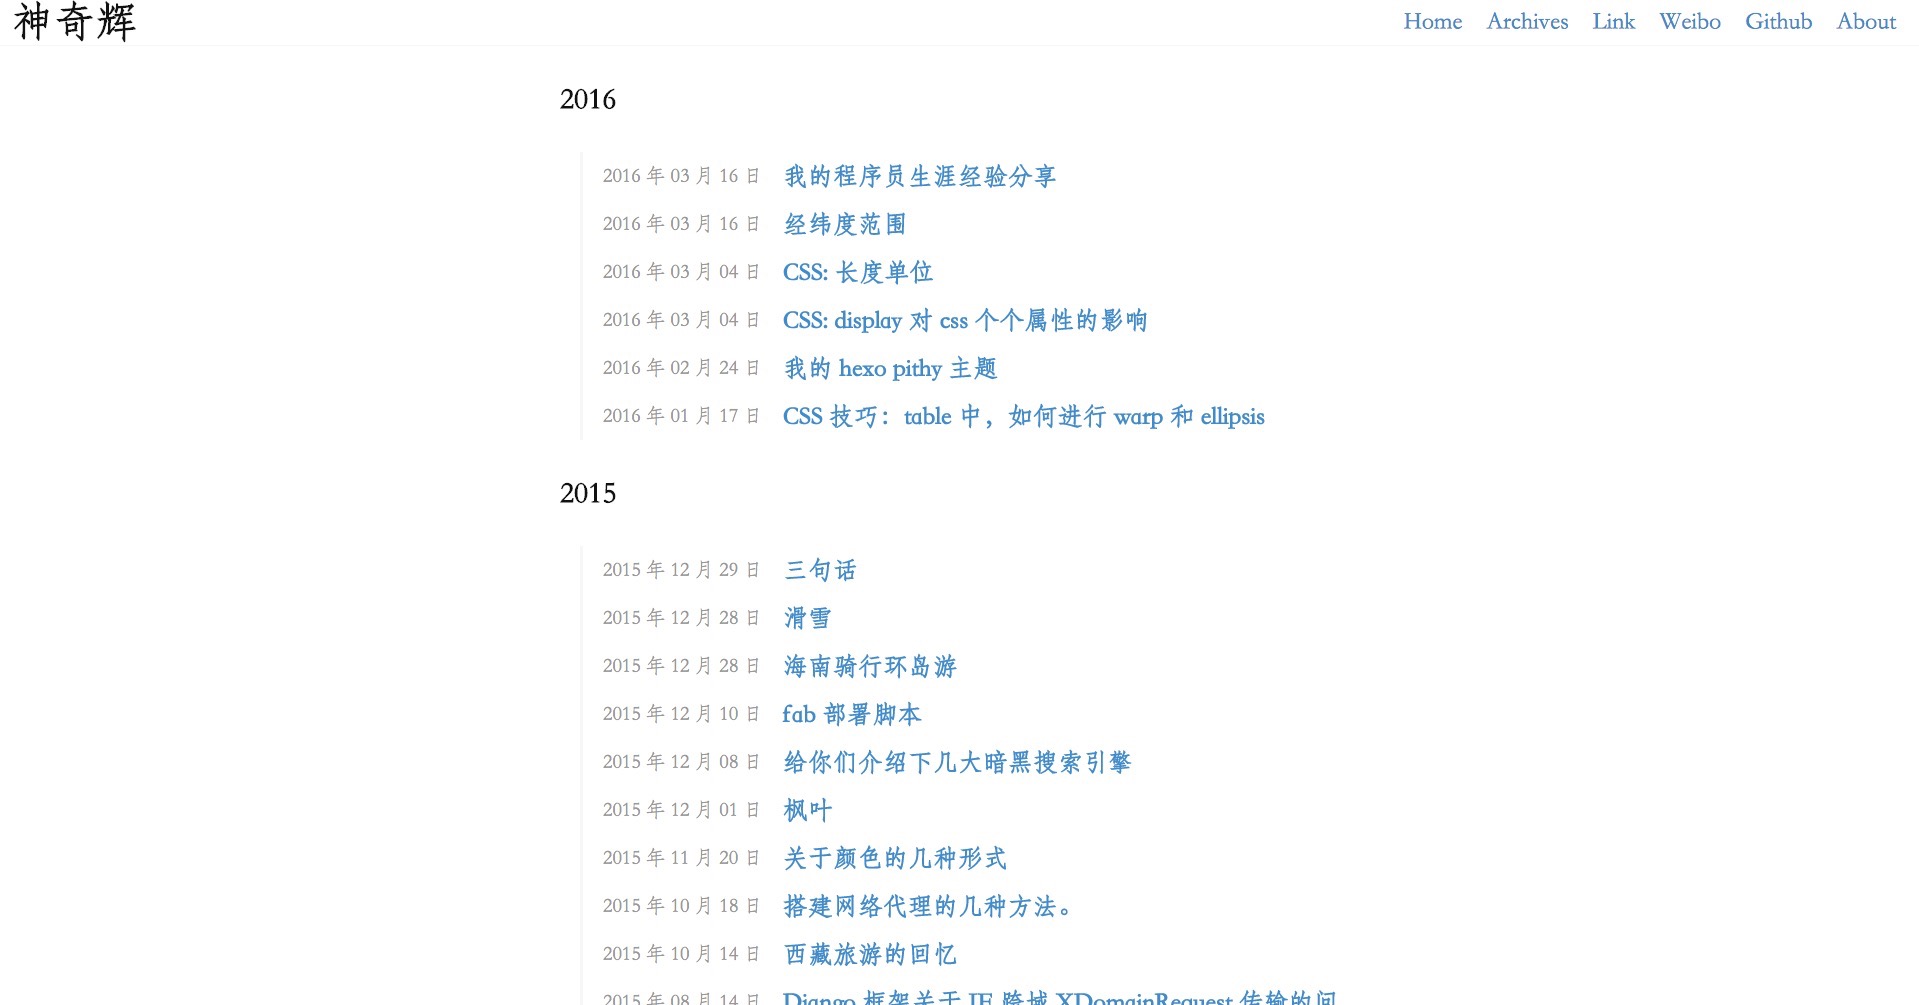 神奇辉
Home Archives Link Weibo Github About
2016
2016 年 03 月 16 日 我的程序员生涯经验分享
2016 年 03 月 16 日 经纬度范围
2016 年 03 月 04 日 CSS: 长度单位
2016 年 03 月 04 日 CSS: display 对 css 个个属性的影响
2016 年 02 月 24 日 我的 hexo pithy 主题
2016 年 01 月 17 日 CSS 技巧：table 中，如何进行 warp 和 ellipsis
2015
2015 年 12 月 29 日 三句话
2015 年 12 月 28 日 滑雪
2015 年 12 月 28 日 海南骑行环岛游
2015 年 12 月 10 日 fab 部署脚本
2015 年 12 月 08 日 给你们介绍下几大暗黑搜索引擎
2015 年 12 月 01 日 枫叶
2015 年 11 月 20 日 关于颜色的几种形式
2015 年 10 月 18 日 搭建网络代理的几种方法。
2015 年 10 月 14 日 西藏旅游的回忆
2015 年 08 月 14 日 Django 框架关于 IE 跨域 XDomainRequest 传输的问